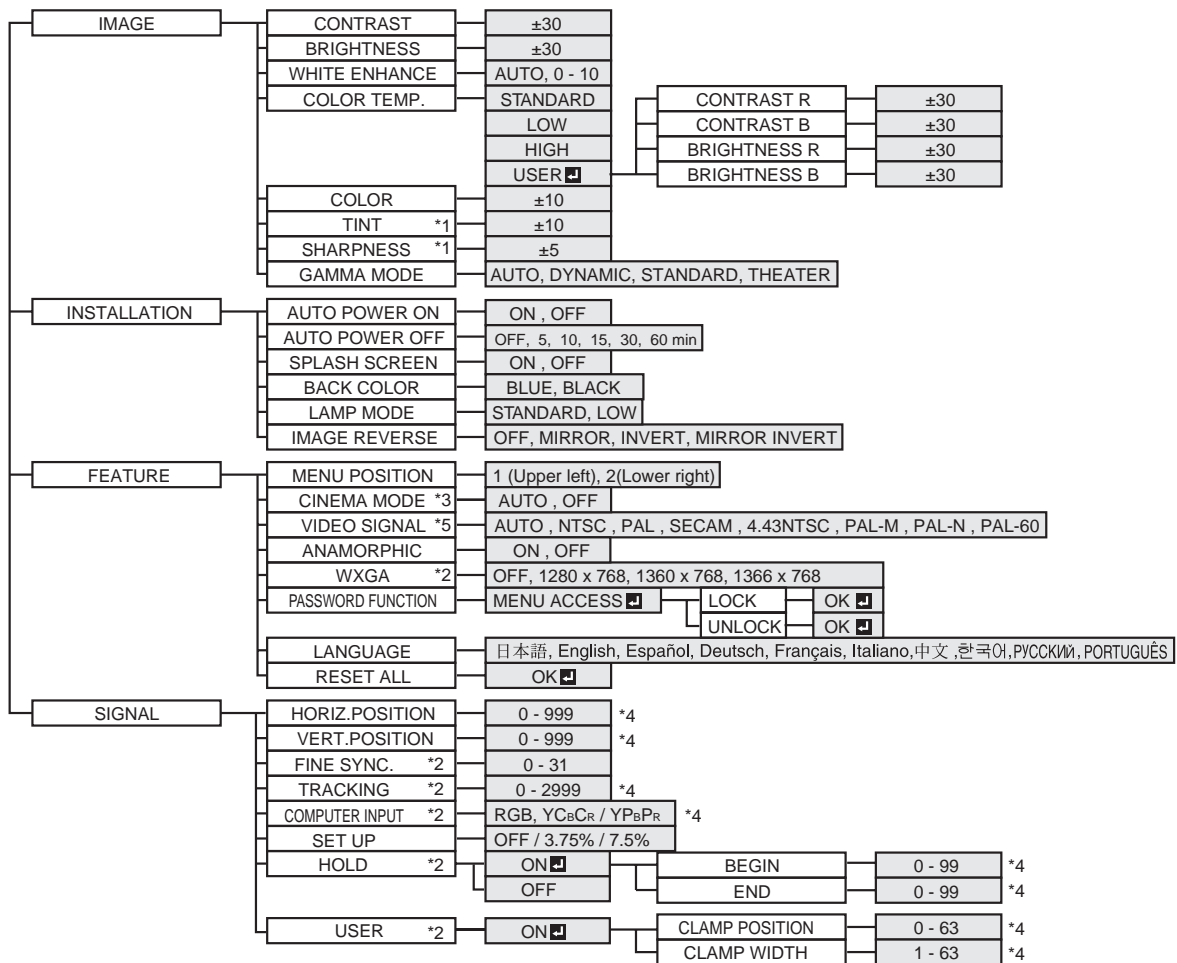 IMAGE CONTRAST ±30
BRIGHTNESS ±30
WHITE ENHANCE AUTO, 0 - 10
COLOR TEMP. STANDARD CONTRAST R ±30
LOW CONTRAST B ±30
HIGH BRIGHTNESS R ±30
USER BRIGHTNESS B ±30
COLOR ±10
TINT *1 ±10
SHARPNESS *1 ±5
GAMMA MODE AUTO, DYNAMIC, STANDARD, THEATER
INSTALLATION AUTO POWER ON ON , OFF
AUTO POWER OFF OFF, 5, 10, 15, 30, 60 min
SPLASH SCREEN ON , OFF
BACK COLOR BLUE, BLACK
LAMP MODE STANDARD, LOW
IMAGE REVERSE OFF, MIRROR, INVERT, MIRROR INVERT
FEATURE MENU POSITION 1 (Upper left), 2(Lower right)
CINEMA MODE *3 AUTO , OFF
VIDEO SIGNAL *5 AUTO , NTSC , PAL , SECAM , 4.43NTSC , PAL-M , PAL-N , PAL-60
ANAMORPHIC ON , OFF
WXGA *2 OFF, 1280 x 768, 1360 x 768, 1366 x 768
PASSWORD FUNCTION MENU ACCESS LOCK OK
UNLOCK OK
LANGUAGE 日本語, English, Español, Deutsch, Français, Italiano,中文 ,한국어,РУССКИЙ, PORTUGUÊS
RESET ALL OK
SIGNAL HORIZ.POSITION 0 - 999 *4
VERT.POSITION 0 - 999 *4
FINE SYNC. *2 0 - 31
TRACKING *2 0 - 2999 *4
COMPUTER INPUT *2 RGB, YCBCR / YPBPR *4
SET UP OFF / 3.75% / 7.5%
HOLD *2 ON BEGIN 0 - 99 *4
OFF END 0 - 99 *4
USER *2 ON CLAMP POSITION 0 - 63 *4
CLAMP WIDTH 1 - 63 *4